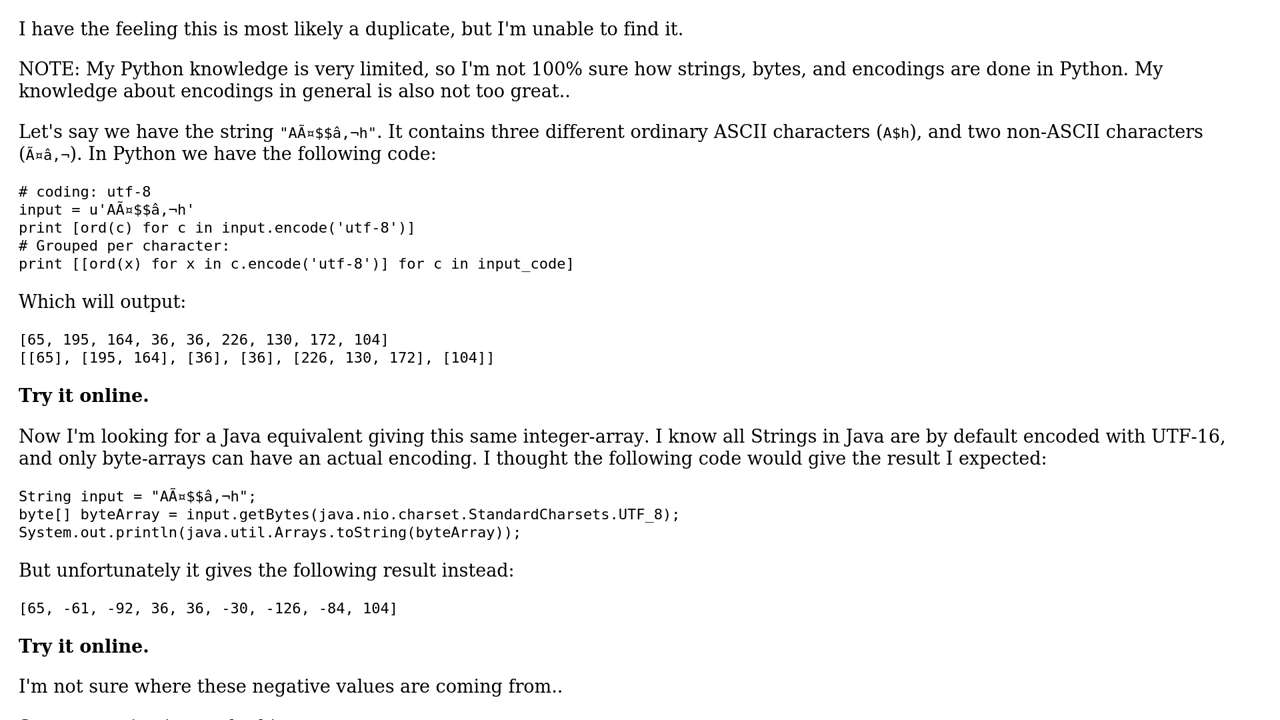 I have the feeling this is most likely a duplicate, but I'm unable to find it.
NOTE: My Python knowledge is very limited, so I'm not 100% sure how strings, bytes, and encodings are done in Python. My
knowledge about encodings in general is also not too great..
Let's say we have the string "AÃ¤$$â‚¬h". It contains three different ordinary ASCII characters (A$h), and two non-ASCII characters
(Ã¤â‚¬). In Python we have the following code:
# coding: utf-8
input = u'AÃ¤$$â‚¬h'
print [ord(c) for c in input.encode('utf-8')]
# Grouped per character:
print [[ord(x) for x in c.encode('utf-8')] for c in input_code]
Which will output:
[65, 195, 164, 36, 36, 226, 130, 172, 104]
[[65], [195, 164], [36], [36], [226, 130, 172], [104]]
Try it online.
Now I'm looking for a Java equivalent giving this same integer-array. I know all Strings in Java are by default encoded with UTF-16,
and only byte-arrays can have an actual encoding. I thought the following code would give the result I expected:
String input = "AÃ¤$$â‚¬h";
byte[] byteArray = input.getBytes(java.nio.charset.StandardCharsets.UTF_8);
System.out.println(java.util.Arrays.toString(byteArray));
But unfortunately it gives the following result instead:
[65, -61, -92, 36, 36, -30, -126, -84, 104]
Try it online.
I'm not sure where these negative values are coming from..